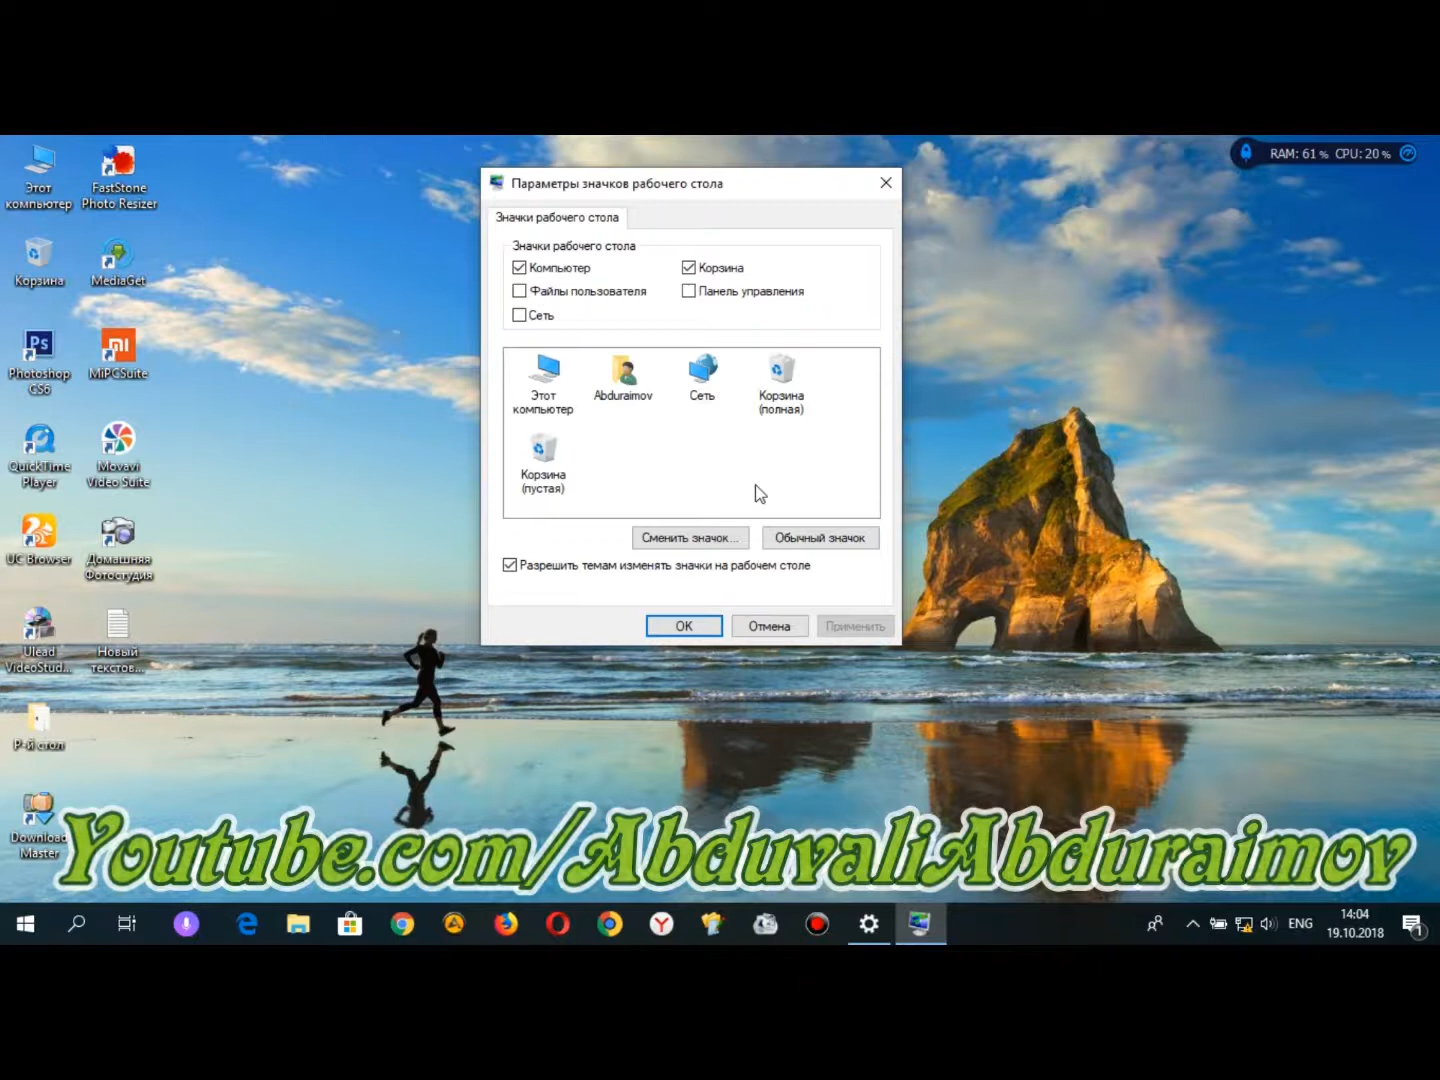 Этот
компьютер
FastStone
Photo Resizer
Корзина
MediaGet
Photoshop
CS6
MiPCSuite
QuickTime
Player
Movavi
Video Suite
UC Browser
Домашняя
Фотостудия
Ulead
VideoStud...
Новый
текстов...
Р-й стол
Download
Master
RAM: 61 % CPU: 20 %
Параметры значков рабочего стола
Значки рабочего стола
Значки рабочего стола
Компьютер
Корзина
Файлы пользователя
Панель управления
Сеть
Этот
компьютер
Abduraimov
Сеть
Корзина
(полная)
Корзина
(пустая)
Сменить значок...
Обычный значок
Разрешить темам изменять значки на рабочем столе
OK
Отмена
Применить
Youtube.com/AbduvaliAbduraimov
ENG
14:04
19.10.2018
1
Ps
mi